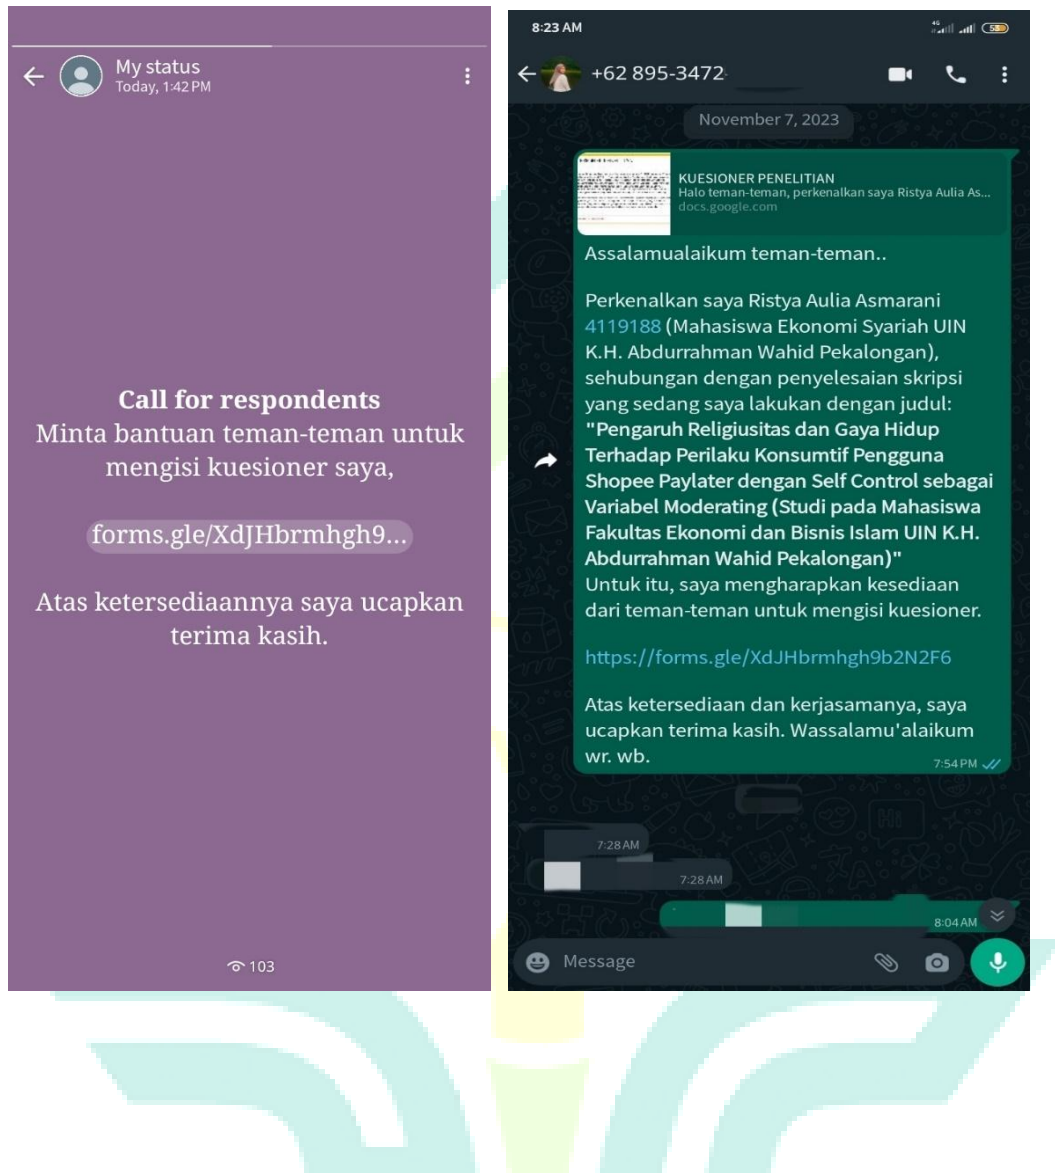 My status
Today, 1:42 PM
Call for respondents
Minta bantuan teman-teman untuk
mengisi kuesioner saya,
forms.gle/XdJHbrmhgh9...
Atas ketersediaannya saya ucapkan
terima kasih.
103
8:23 AM
4G
+62 895-3472
November 7, 2023
KUESIONER PENELITIAN
Halo teman-teman, perkenalkan saya Ristya Aulia As...
docs.google.com
Assalamualaikum teman-teman..
Perkenalkan saya Ristya Aulia Asmarani
4119188 (Mahasiswa Ekonomi Syariah UIN
K.H. Abdurrahman Wahid Pekalongan),
sehubungan dengan penyelesaian skripsi
yang sedang saya lakukan dengan judul:
"Pengaruh Religiusitas dan Gaya Hidup
Terhadap Perilaku Konsumtif Pengguna
Shopee Paylater dengan Self Control sebagai
Variabel Moderating (Studi pada Mahasiswa
Fakultas Ekonomi dan Bisnis Islam UIN K.H.
Abdurrahman Wahid Pekalongan)"
Untuk itu, saya mengharapkan kesediaan
dari teman-teman untuk mengisi kuesioner.
https://forms.gle/XdJHbrmhgh9b2N2F6
Atas ketersediaan dan kerjasamanya, saya
ucapkan terima kasih. Wassalamu'alaikum
wr. wb.
7:54 PM
7:28 AM
7:28 AM
8:04 AM
Message